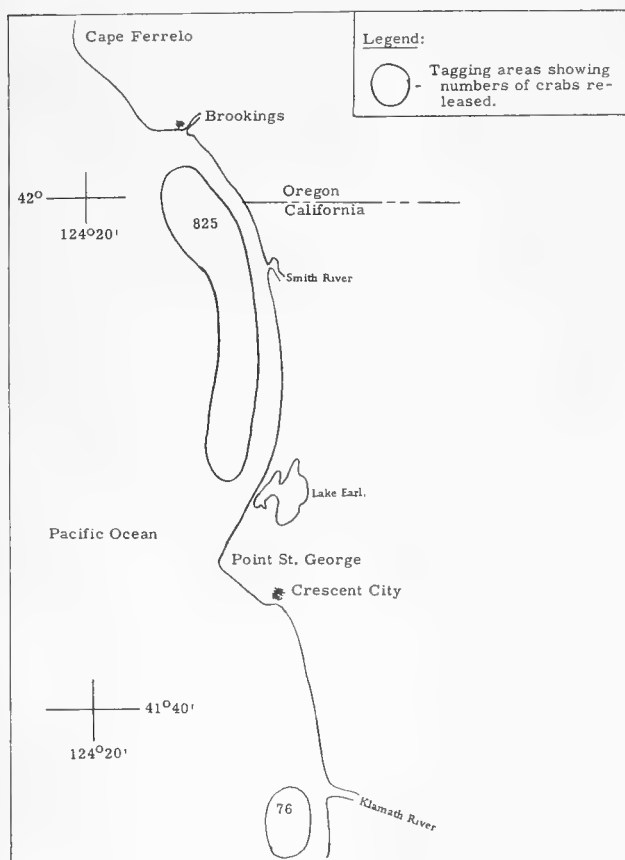 Cape Ferrelo
Legend:
- Tagging areas showing
numbers of crabs re-
leased.
Brookings
42°
124°20'
Oregon
California
825
Smith River
Lake Earl.
Pacific Ocean
Point St. George
Crescent City
41°40'
124°20'
76
Klamath River